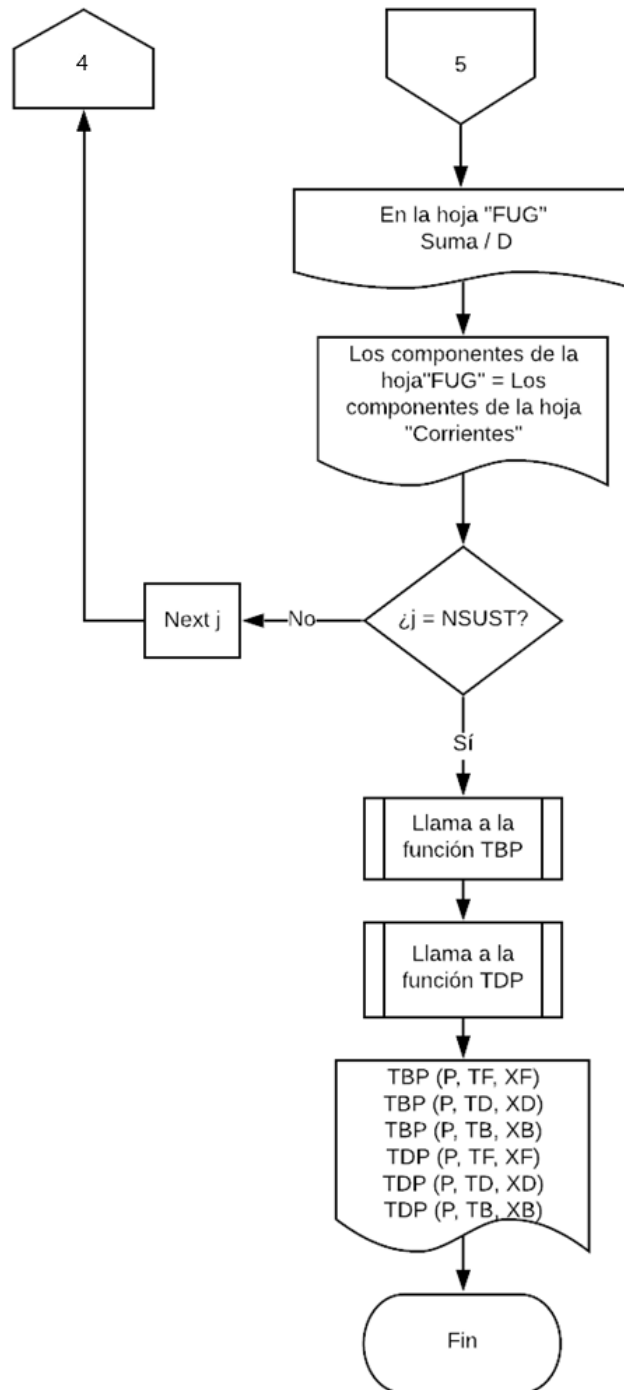 4
5
En la hoja "FUG"
Suma / D
Los componentes de la
hoja"FUG" = Los
componentes de la hoja
"Corrientes"
¿j = NSUST?
No
Next j
Sí
Llama a la
función TBP
Llama a la
función TDP
TBP (P, TF, XF)
TBP (P, TD, XD)
TBP (P, TB, XB)
TDP (P, TF, XF)
TDP (P, TD, XD)
TDP (P, TB, XB)
Fin